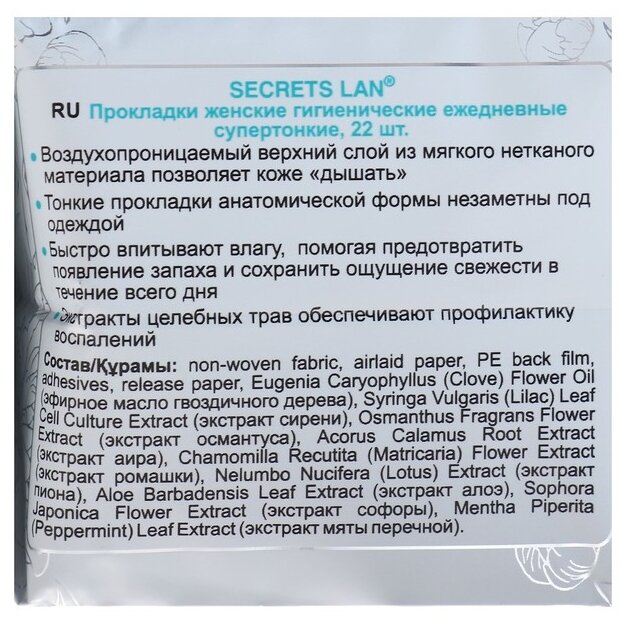 SECRETS LAN®
RU Прокладки женские гигиенические ежедневные
супертонкие, 22 шт.
• Воздухопроницаемый верхний слой из мягкого нетканого
материала позволяет коже «дышать»
• Тонкие прокладки анатомической формы незаметны под
одеждой
• Быстро впитывают влагу, помогая предотвратить
появление запаха и сохранить ощущение свежести в
течение всего дня
• Экстракты целебных трав обеспечивают профилактику
воспалений
Состав/Құрамы: non-woven fabric, airlaid paper, PE back film,
adhesives, release paper, Eugenia Caryophyllus (Clove) Flower Oil
(эфирное масло гвоздичного дерева), Syringa Vulgaris (Lilac) Leaf
Cell Culture Extract (экстракт сирени), Osmanthus Fragrans Flower
Extract (экстракт османтуса), Acorus Calamus Root Extract
(экстракт аира), Chamomilla Recutita (Matricaria) Flower Extract
(экстракт ромашки), Nelumbo Nucifera (Lotus) Extract (экстракт
пиона), Aloe Barbadensis Leaf Extract (экстракт алоэ), Sophora
Japonica Flower Extract (экстракт софоры), Mentha Piperita
(Peppermint) Leaf Extract (экстракт мяты перечной).